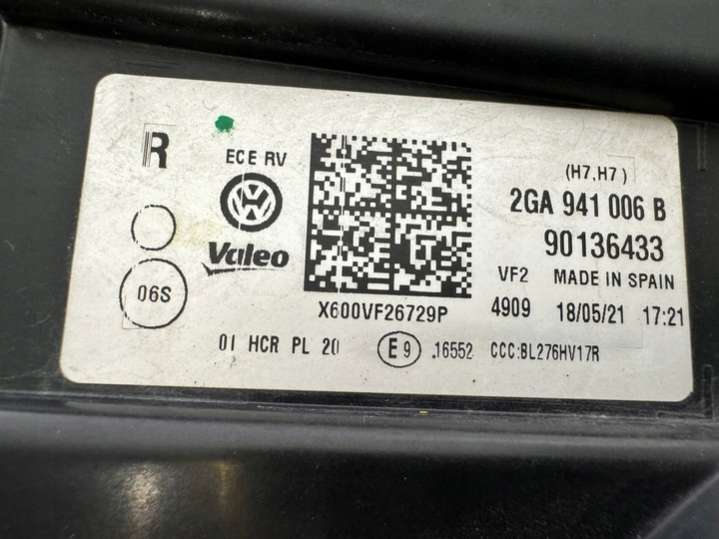 R
ECE RV
(H7,H7)
2GA 941 006 B
Valeo
90136433
VF2 MADE IN SPAIN
06S
X600VF26729P
4909 18/05/21 17:21
01 HCR PL 20 E9 .16552 CCC:BL276HV17R